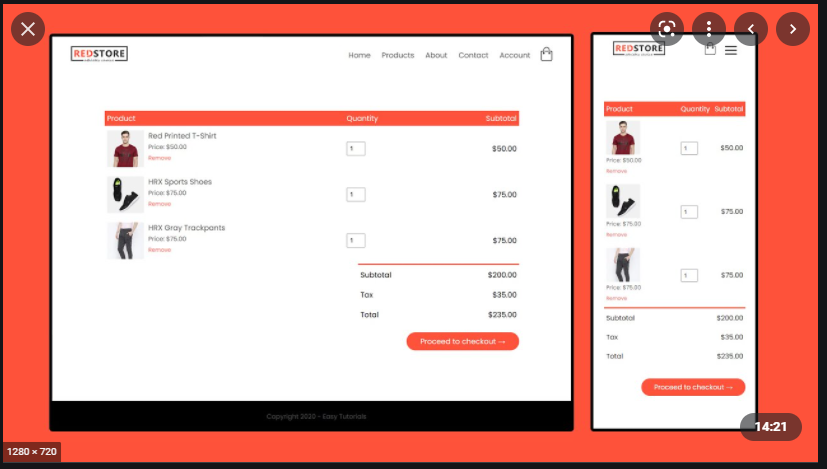 REDSTORE
Home Products About Contact Account
Product Quantity Subtotal
Red Printed T-Shirt
Price: $50.00
Remove
1
$50.00
HRX Sports Shoes
Price: $75.00
Remove
1
$75.00
HRX Gray Trackpants
Price: $75.00
Remove
1
$75.00
Subtotal $200.00
Tax $35.00
Total $235.00
Proceed to checkout →
Copyright 2020 - Easy Tutorials
REDSTORE
Product Quantity Subtotal
Price: $50.00
Remove
1
$50.00
Price: $75.00
Remove
1
$75.00
Price: $75.00
Remove
1
$75.00
Subtotal $200.00
Tax $35.00
Total $235.00
Proceed to checkout →
14:21
1280 × 720